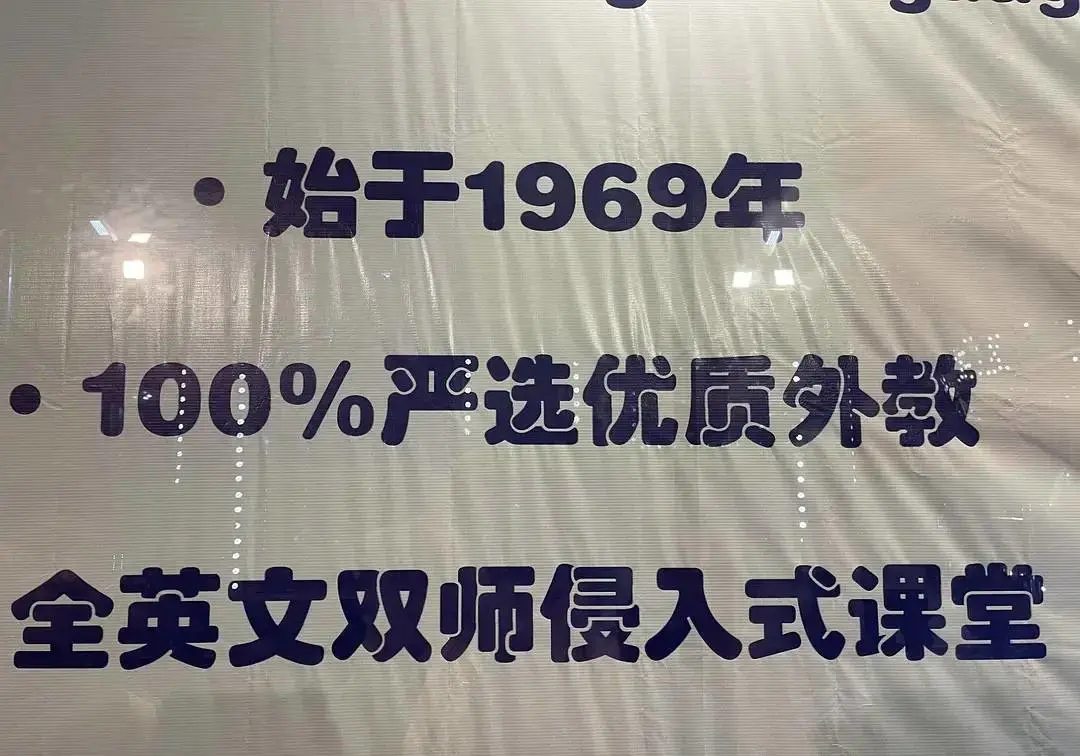 • 始于1969年
• 100%严选优质外教
全英文双师侵入式课堂